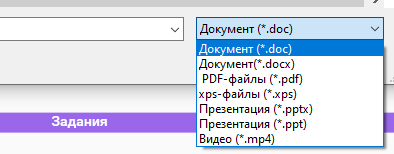 Документ (*.doc)
Документ (*.doc)
Документ(*.docx)
PDF-файлы (*.pdf)
xps-файлы (*.xps)
Презентация (*.pptx)
Презентация (*.ppt)
Видео (*.mp4)
Задания